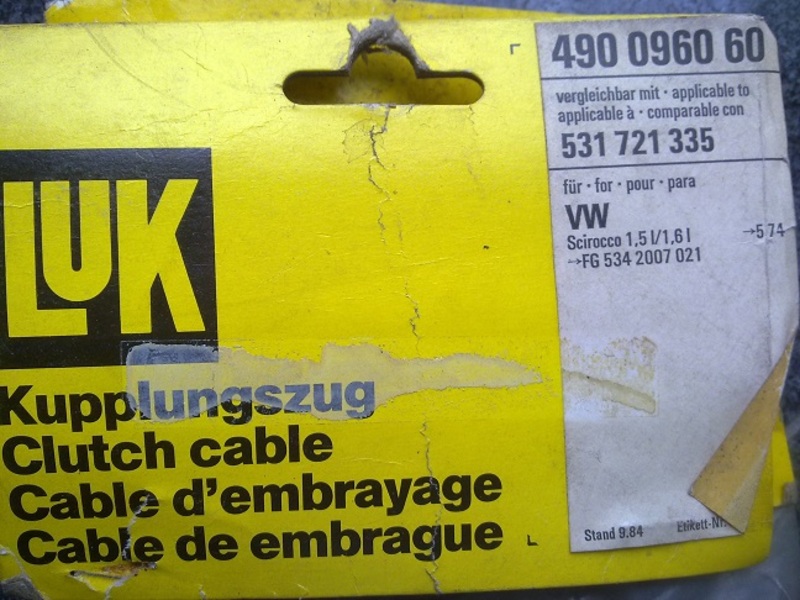 LUK
Kupplungszug
Clutch cable
Cable d'embrayage
Cable de embrague
490 0960 60
vergleichbar mit · applicable to
applicable à · comparable con
531 721 335
für · for · pour · para
VW
Scirocco 1,5 l/1,6 l →5 74
→FG 534 2007 021
Stand 9.84 Etikett-Nr.